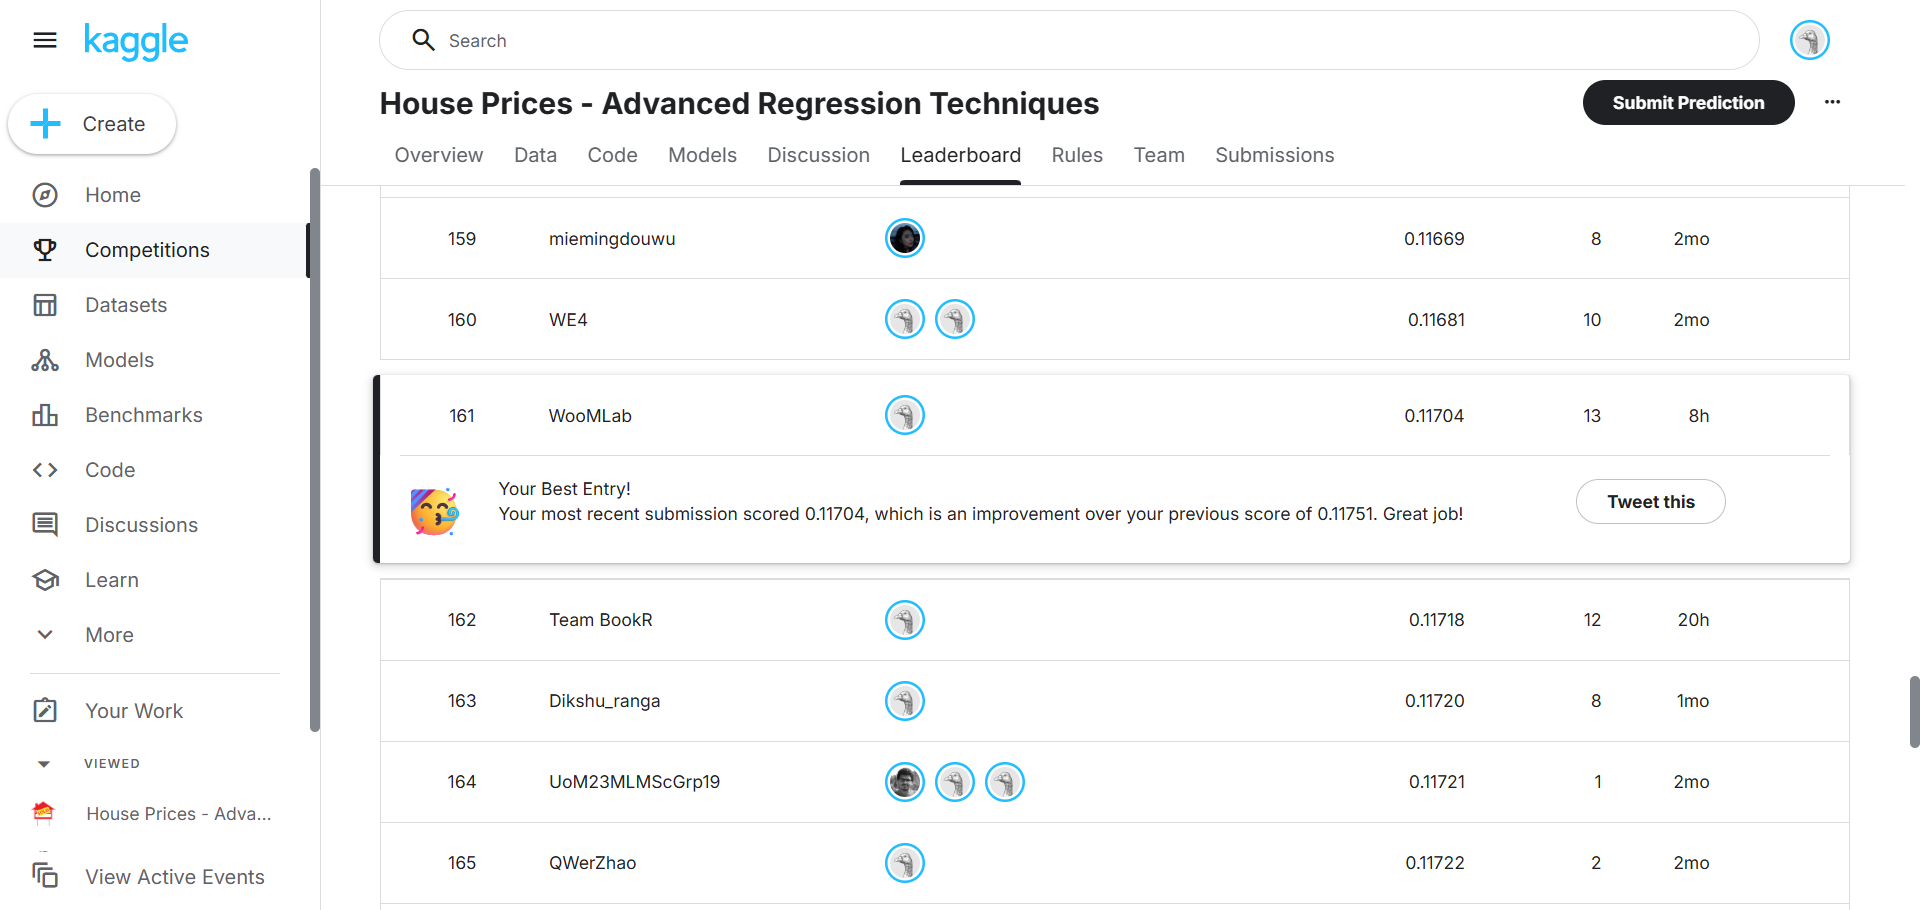 kaggle
Search
Create
House Prices - Advanced Regression Techniques
Submit Prediction
Overview Data Code Models Discussion Leaderboard Rules Team Submissions
Home
Competitions
Datasets
Models
Benchmarks
Code
Discussions
Learn
More
Your Work
VIEWED
House Prices - Adva...
View Active Events
159 miemingdouwu 0.11669 8 2mo
160 WE4 0.11681 10 2mo
161 WooMLab 0.11704 13 8h
Your Best Entry!
Your most recent submission scored 0.11704, which is an improvement over your previous score of 0.11751. Great job!
Tweet this
162 Team BookR 0.11718 12 20h
163 Dikshu_ranga 0.11720 8 1mo
164 UoM23MLMScGrp19 0.11721 1 2mo
165 QWerZhao 0.11722 2 2mo